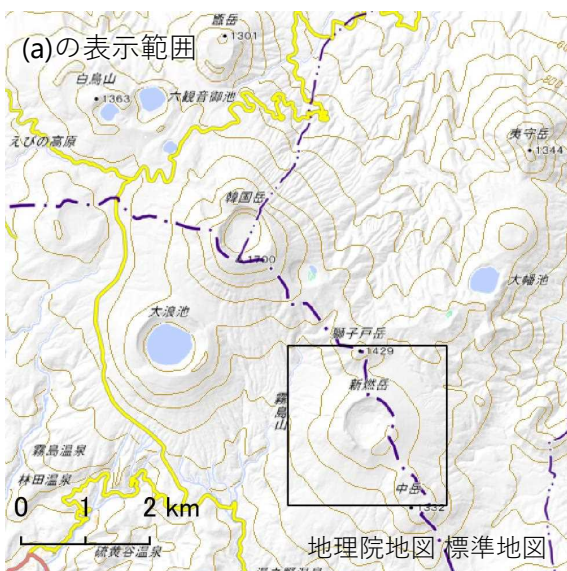 (a)の表示範囲
甑岳
1301
白鳥山
1363
六観音御池
えびの高原
夷守岳
1344
韓国岳
1700
大幡池
大浪池
獅子戸岳
1429
新燃岳
霧島山
霧島温泉
林田温泉
中岳
1332
0 1 2 km
硫黄谷温泉
地理院地図 標準地図